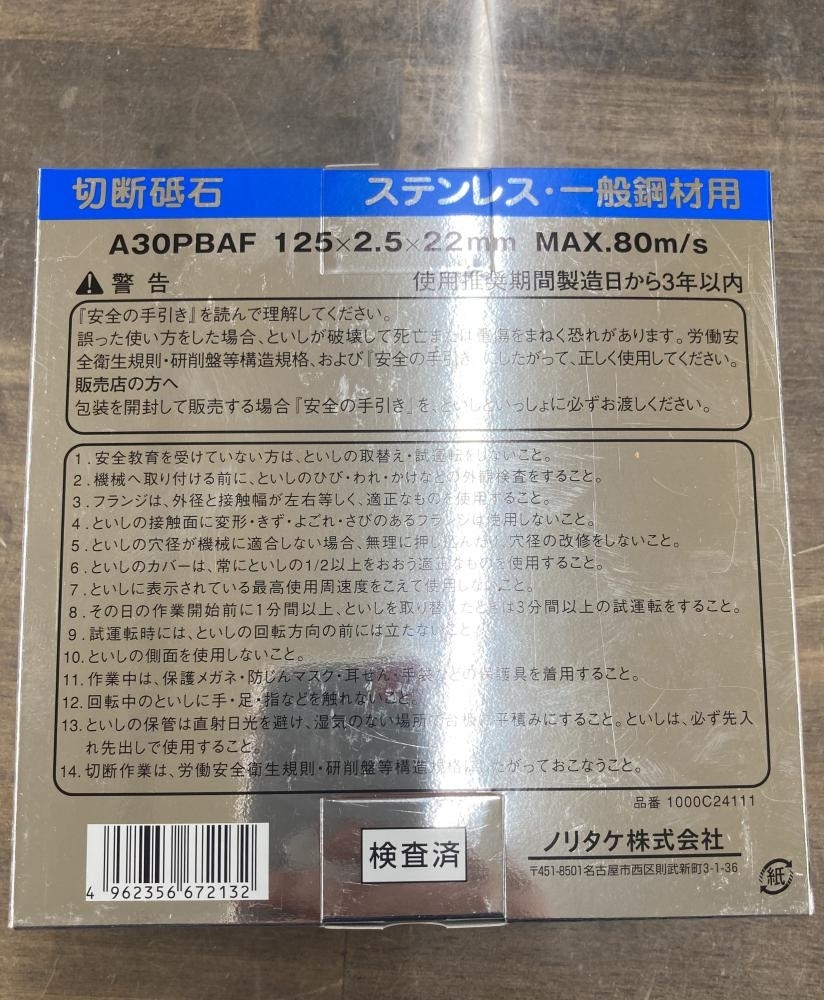 切断砥石 ステンレス・一般鋼材用
A30PBAF 125×2.5×22mm MAX.80m/s
警告 使用推奨期間製造日から3年以内
『安全の手引き』を読んで理解してください。
誤った使い方をした場合、といしが破壊して死亡または重傷をまねく恐れがあります。労働安
全衛生規則・研削盤等構造規格、および『安全の手引き』にしたがって、正しく使用してください。
販売店の方へ
包装を開封して販売する場合『安全の手引き』を、といしといっしょに必ずお渡しください。
1.安全教育を受けていない方は、といしの取替え・試運転をしないこと。
2.機械へ取り付ける前に、といしのひび・われ・かけなどの外観検査をすること。
3.フランジは、外径と接触幅が左右等しく、適正なものを使用すること。
4.といしの接触面に変形・きず・よごれ・さびのあるフランジは使用しないこと。
5.といしの穴径が機械に適合しない場合、無理に押し込んだり、穴径の改修をしないこと。
6.といしのカバーは、常にといしの1/2以上をおおう適正なものを使用すること。
7.といしに表示されている最高使用周速度をこえて使用しないこと。
8.その日の作業開始前に1分間以上、といしを取り替えたときは3分間以上の試運転をすること。
9.試運転時には、といしの回転方向の前には立たないこと。
10.といしの側面を使用しないこと。
11.作業中は、保護メガネ・防じんマスク・耳せん・手袋などの保護具を着用すること。
12.回転中のといしに手・足・指などを触れないこと。
13.といしの保管は直射日光を避け、湿気のない場所で台板に平積みにすること。といしは、必ず先入
れ先出しで使用すること。
14.切断作業は、労働安全衛生規則・研削盤等構造規格にしたがっておこなうこと。
品番 1000C24111
4 962356 672132
検査済
ノリタケ株式会社
〒451-8501名古屋市西区則武新町3-1-36
紙